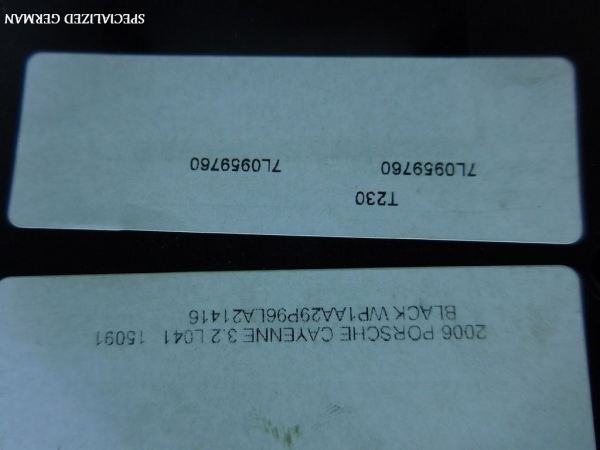 2006 PORSCHE CAYENNE 3.2 L041 15091
BLACK WP1AA29P96LA21416
T230
7L0959760 7L0959760
SPECIALIZED GERMAN